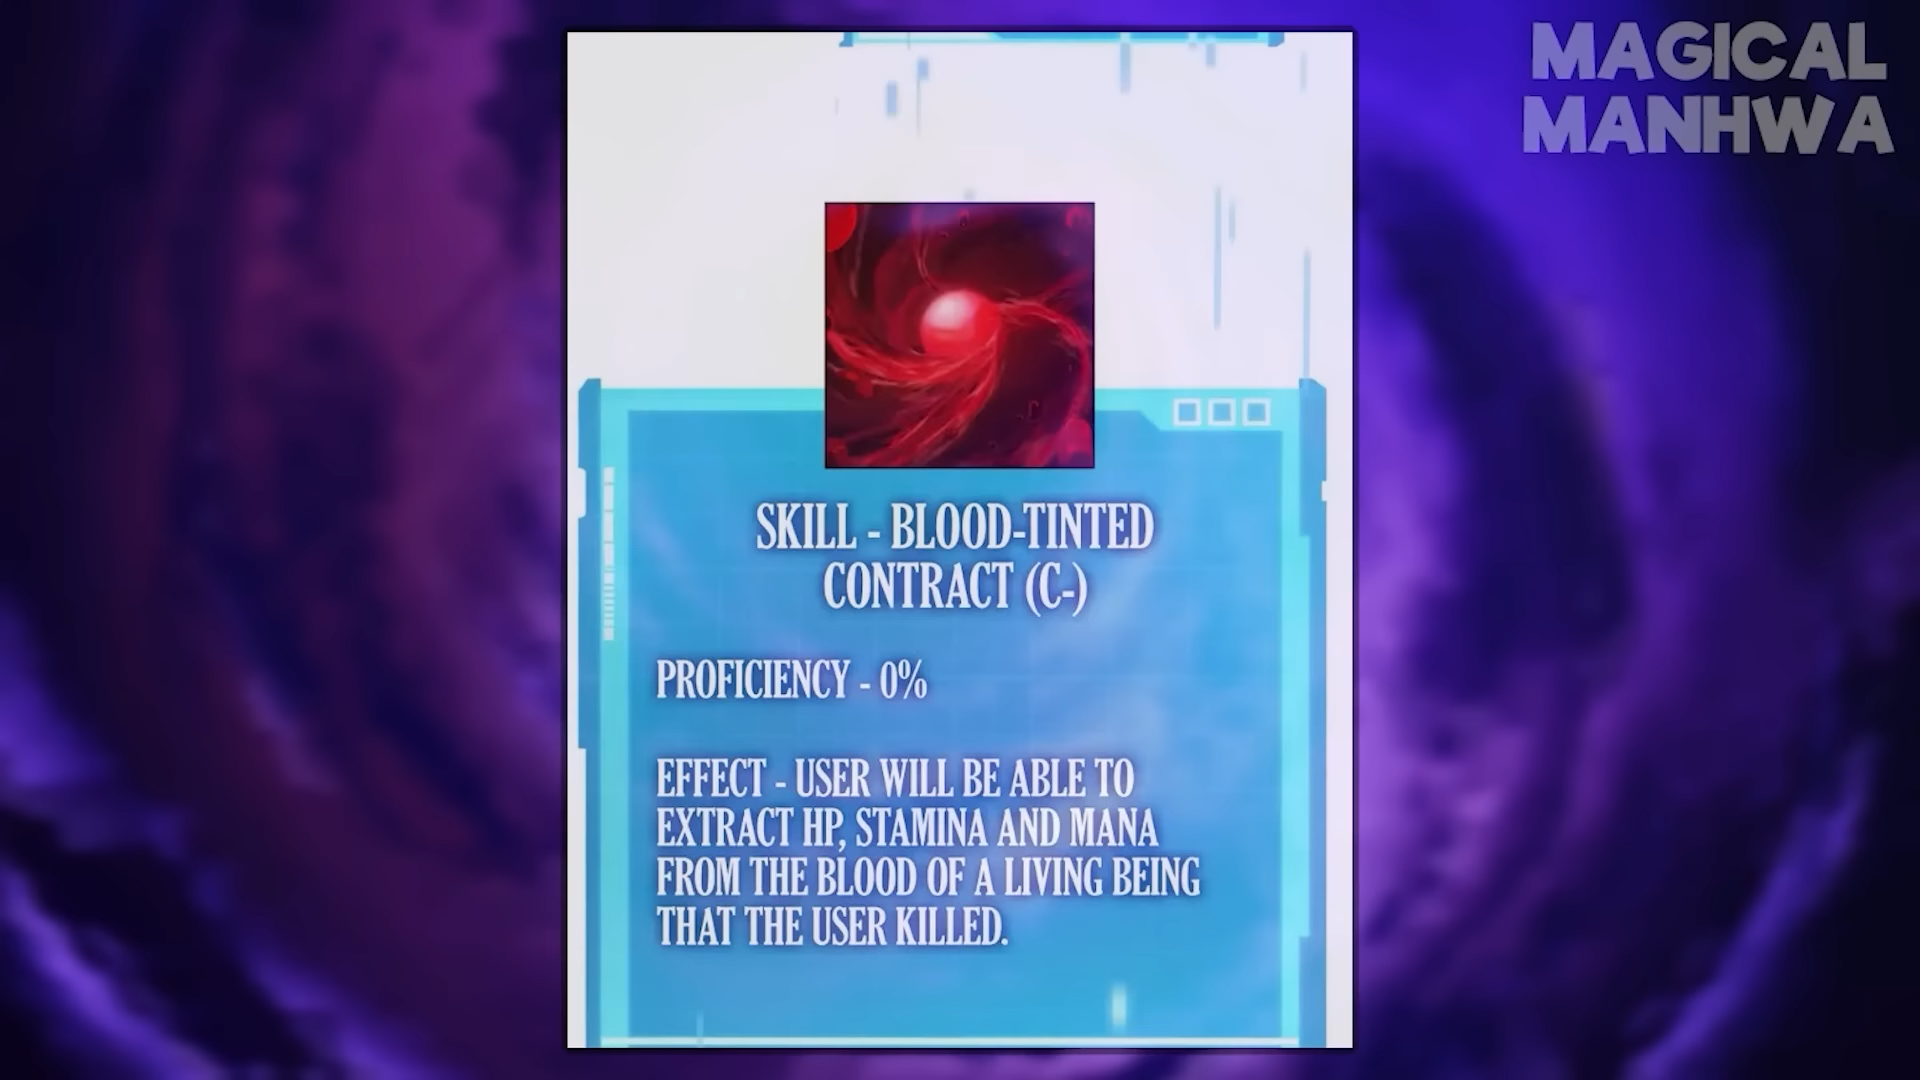 MAGICAL
MANHWA
SKILL - BLOOD-TINTED
CONTRACT (C-)
PROFICIENCY - 0%
EFFECT - USER WILL BE ABLE TO
EXTRACT HP, STAMINA AND MANA
FROM THE BLOOD OF A LIVING BEING
THAT THE USER KILLED.